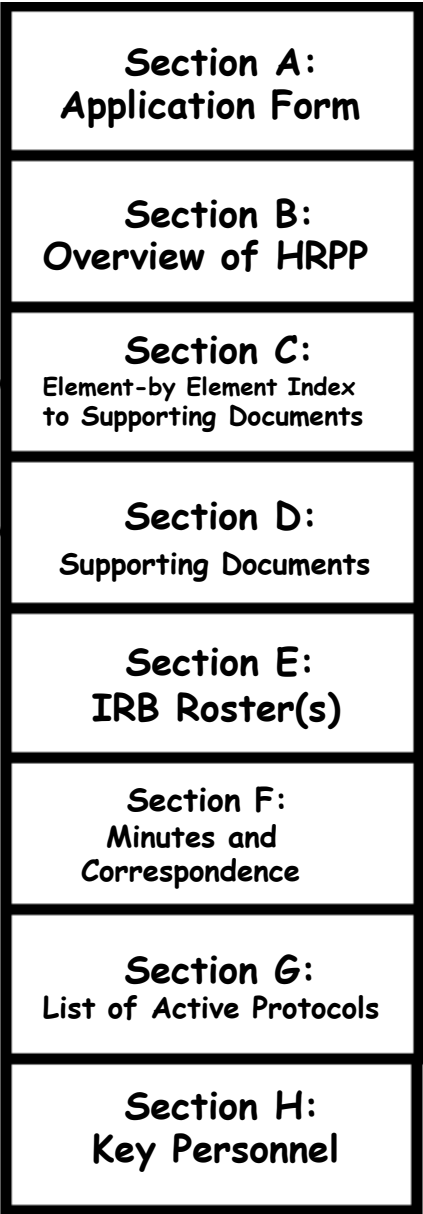 Section A:
Application Form
Section B:
Overview of HRPP
Section C:
Element-by Element Index
to Supporting Documents
Section D:
Supporting Documents
Section E:
IRB Roster(s)
Section F:
Minutes and
Correspondence
Section G:
List of Active Protocols
Section H:
Key Personnel